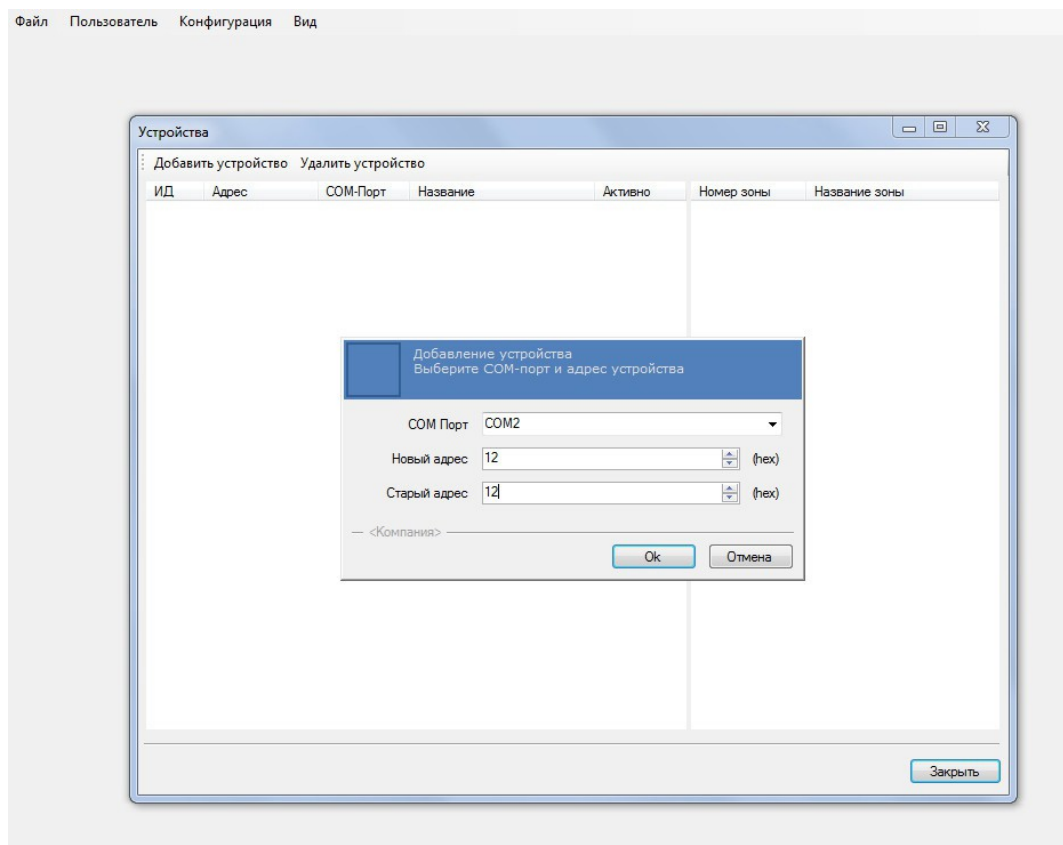 Файл Пользователь Конфигурация Вид
Устройства
Добавить устройство Удалить устройство
ИД Адрес COM-Порт Название Активно Номер зоны Название зоны
Добавление устройства
Выберите COM-порт и адрес устройства
COM Порт COM2
Новый адрес 12 (hex)
Старый адрес 12 (hex)
<Компания>
Ok Отмена
Закрыть